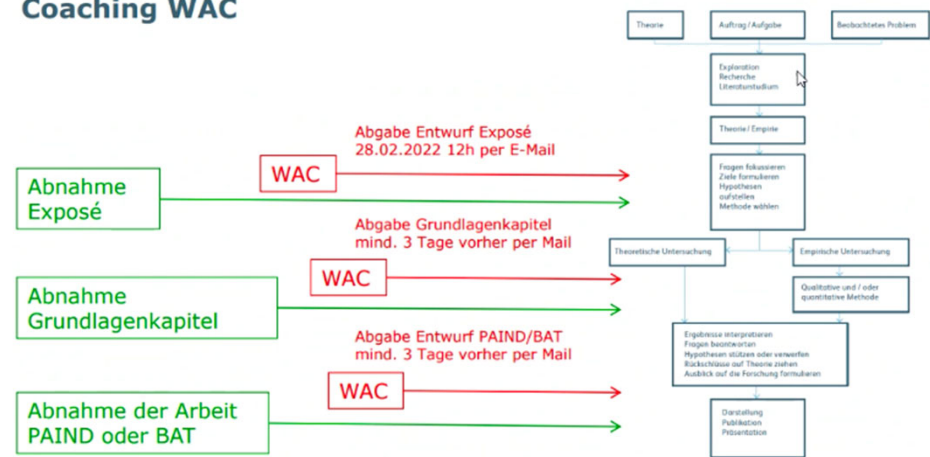 Coaching WAC
Theorie
Auftrag / Aufgabe
Beobachtetes Problem
Exploration
Recherche
Literaturstudium
Theorie / Empirie
Abgabe Entwurf Exposé
28.02.2022 12h per E-Mail
WAC
Abnahme
Exposé
Fragen fokussieren
Ziele formulieren
Hypothesen
aufstellen
Methode wählen
Abgabe Grundlagenkapitel
mind. 3 Tage vorher per Mail
WAC
Abnahme
Grundlagenkapitel
Theoretische Untersuchung
Empirische Untersuchung
Qualitative und / oder
quantitative Methode
Abgabe Entwurf PAIND/BAT
mind. 3 Tage vorher per Mail
WAC
Abnahme der Arbeit
PAIND oder BAT
Ergebnisse interpretieren
Fragen beantworten
Hypothesen stützen oder verwerfen
Rückschlüsse auf Theorie ziehen
Ausblick auf die Forschung formulieren
Darstellung
Publikation
Präsentation